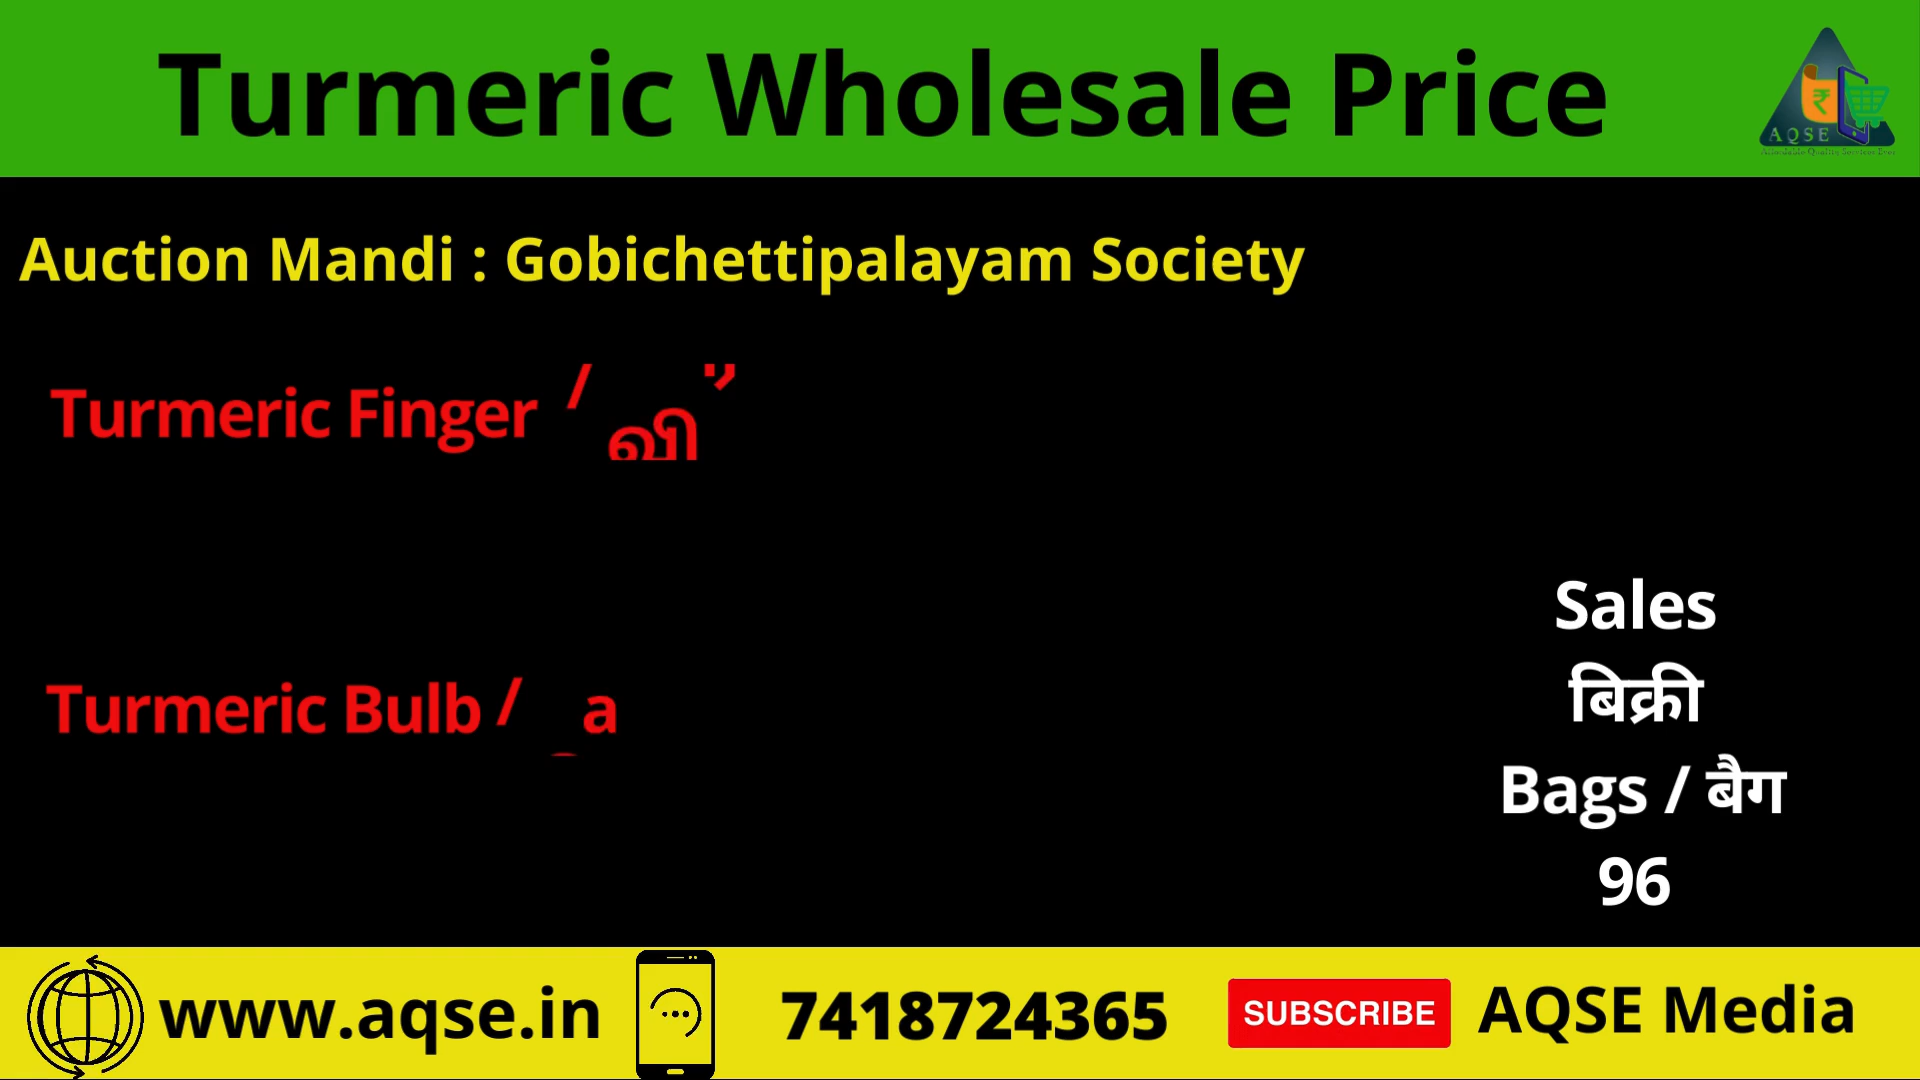 Turmeric Wholesale Price
AQSE
Auction Mandi : Gobichettipalayam Society
Turmeric Finger / வி
Turmeric Bulb /
Sales
बिक्री
Bags / बैग
96
www.aqse.in
7418724365
SUBSCRIBE
AQSE Media